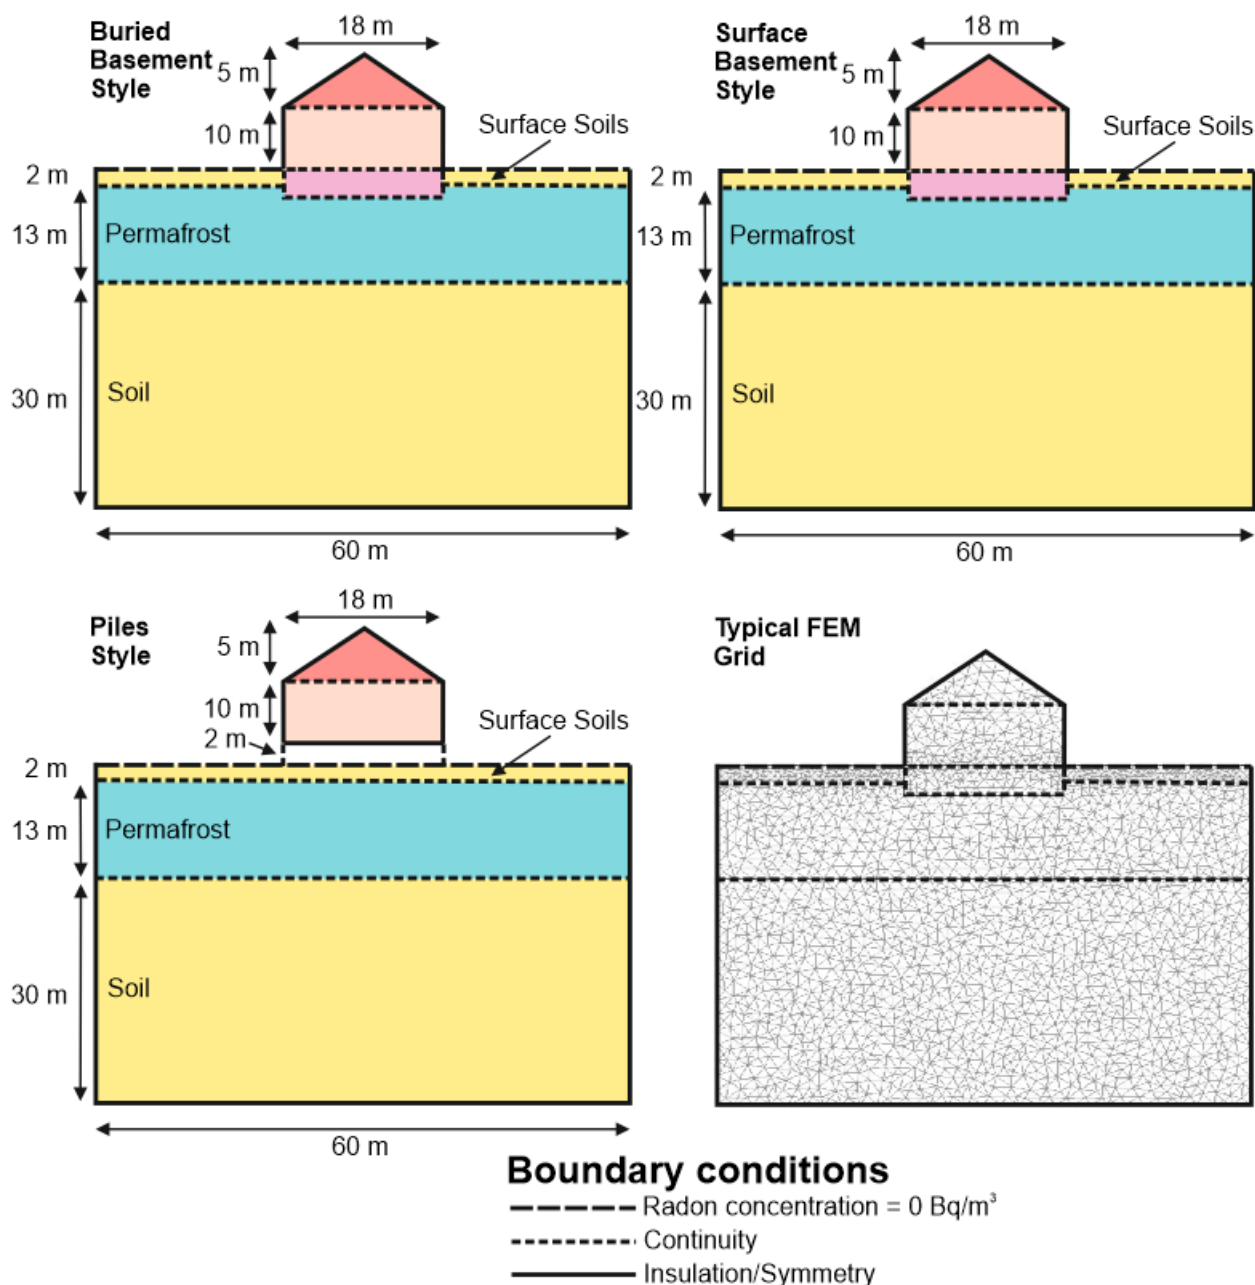 Buried
Basement
Style
18 m
5 m
10 m
Surface Soils
2 m
13 m
Permafrost
30 m
Soil
60 m
Surface
Basement
Style
18 m
5 m
10 m
Surface Soils
2 m
13 m
Permafrost
30 m
Soil
60 m
Piles
Style
18 m
5 m
10 m
2 m
Surface Soils
2 m
13 m
Permafrost
30 m
Soil
60 m
Typical FEM
Grid
Boundary conditions
Radon concentration = 0 Bq/m³
Continuity
Insulation/Symmetry